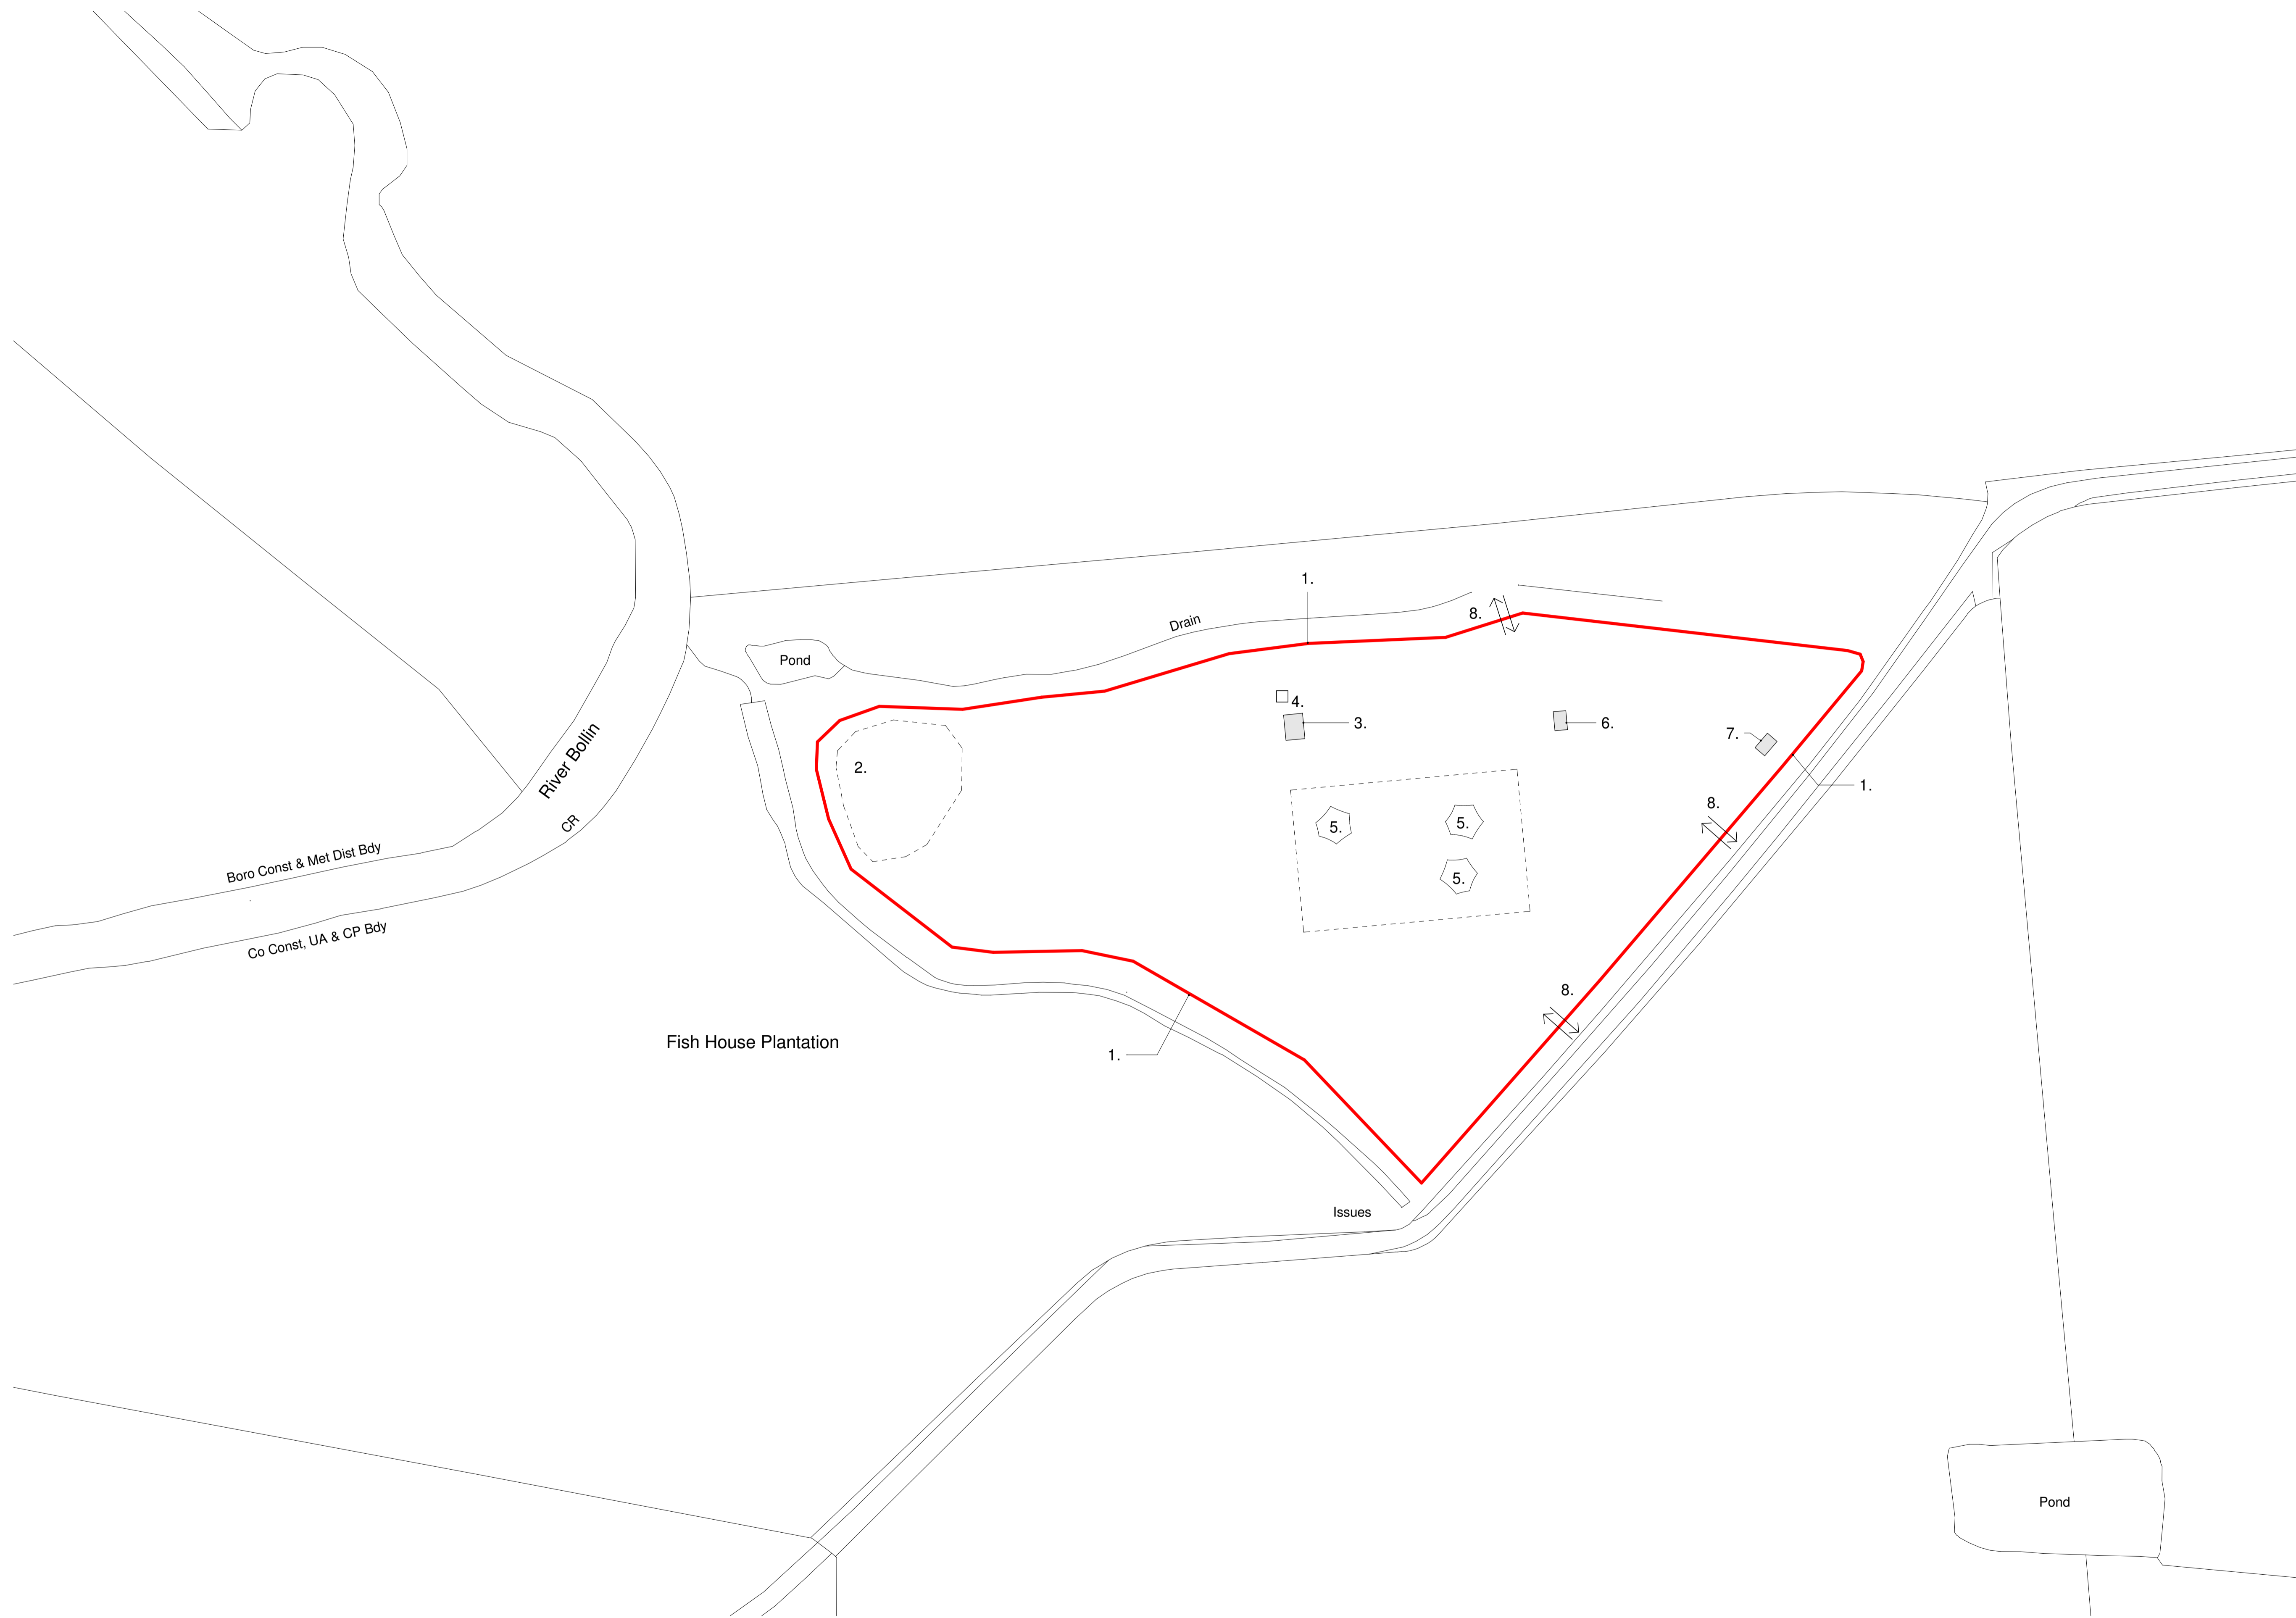 1.
8.
Drain
Pond
4.
3.
6.
7.
2.
1.
River Bollin
8.
CR
5.
5.
Boro Const & Met Dist Bdy
5.
Co Const, UA & CP Bdy
8.
Fish House Plantation
1.
Issues
Pond